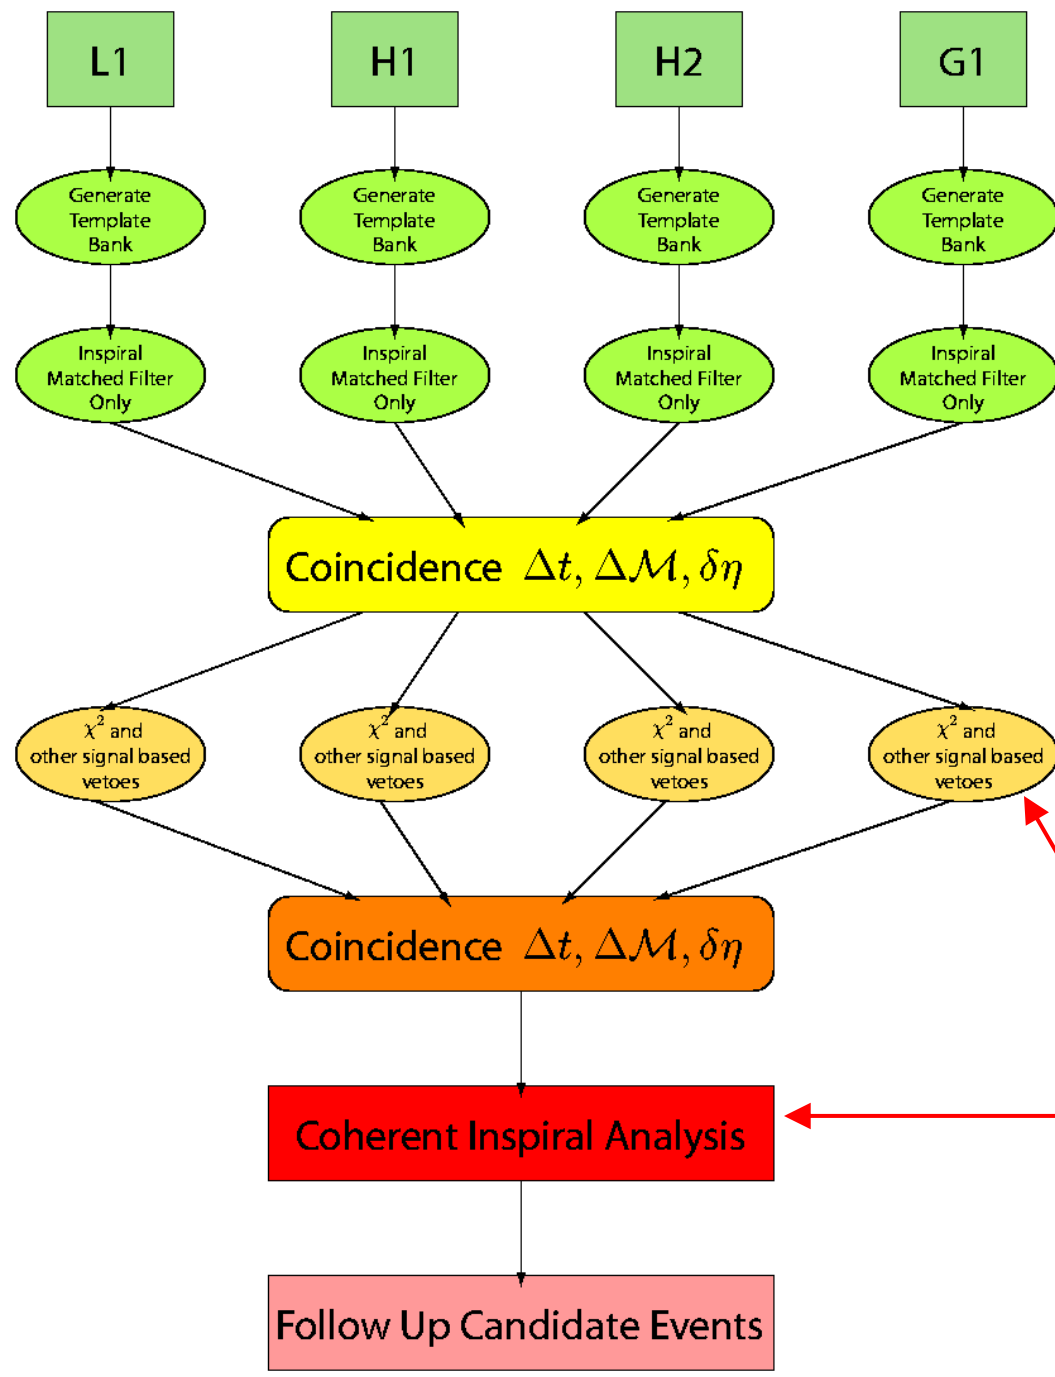 L1
H1
H2
G1
Generate
Template
Bank
Generate
Template
Bank
Generate
Template
Bank
Generate
Template
Bank
Inspiral
Matched Filter
Only
Inspiral
Matched Filter
Only
Inspiral
Matched Filter
Only
Inspiral
Matched Filter
Only
Coincidence Δt, Δℳ, δη
χ² and
other signal based
vetoes
χ² and
other signal based
vetoes
χ² and
other signal based
vetoes
χ² and
other signal based
vetoes
Coincidence Δt, Δℳ, δη
Coherent Inspiral Analysis
Follow Up Candidate Events